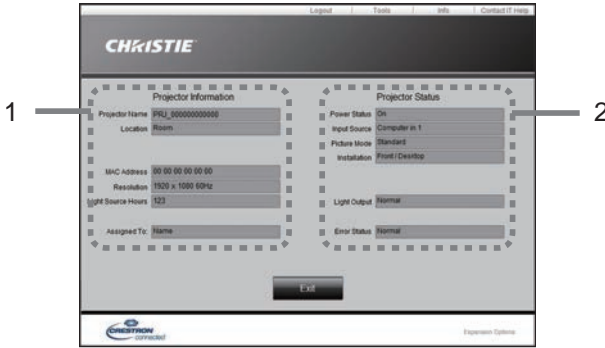 Logout Tools Info Contact IT Help
CHRISTIE
1
2
Projector Information
Projector Name PRJ_000000000000
Location Room
MAC Address 00 00 00 00 00 00
Resolution 1920 x 1080 60Hz
Light Source Hours 123
Assigned To: Name
Projector Status
Power Status On
Input Source Computer in 1
Picture Mode Standard
Installation Front / Desktop
Light Output Normal
Error Status Normal
Exit
CRESTRON
connected
Expansion Options